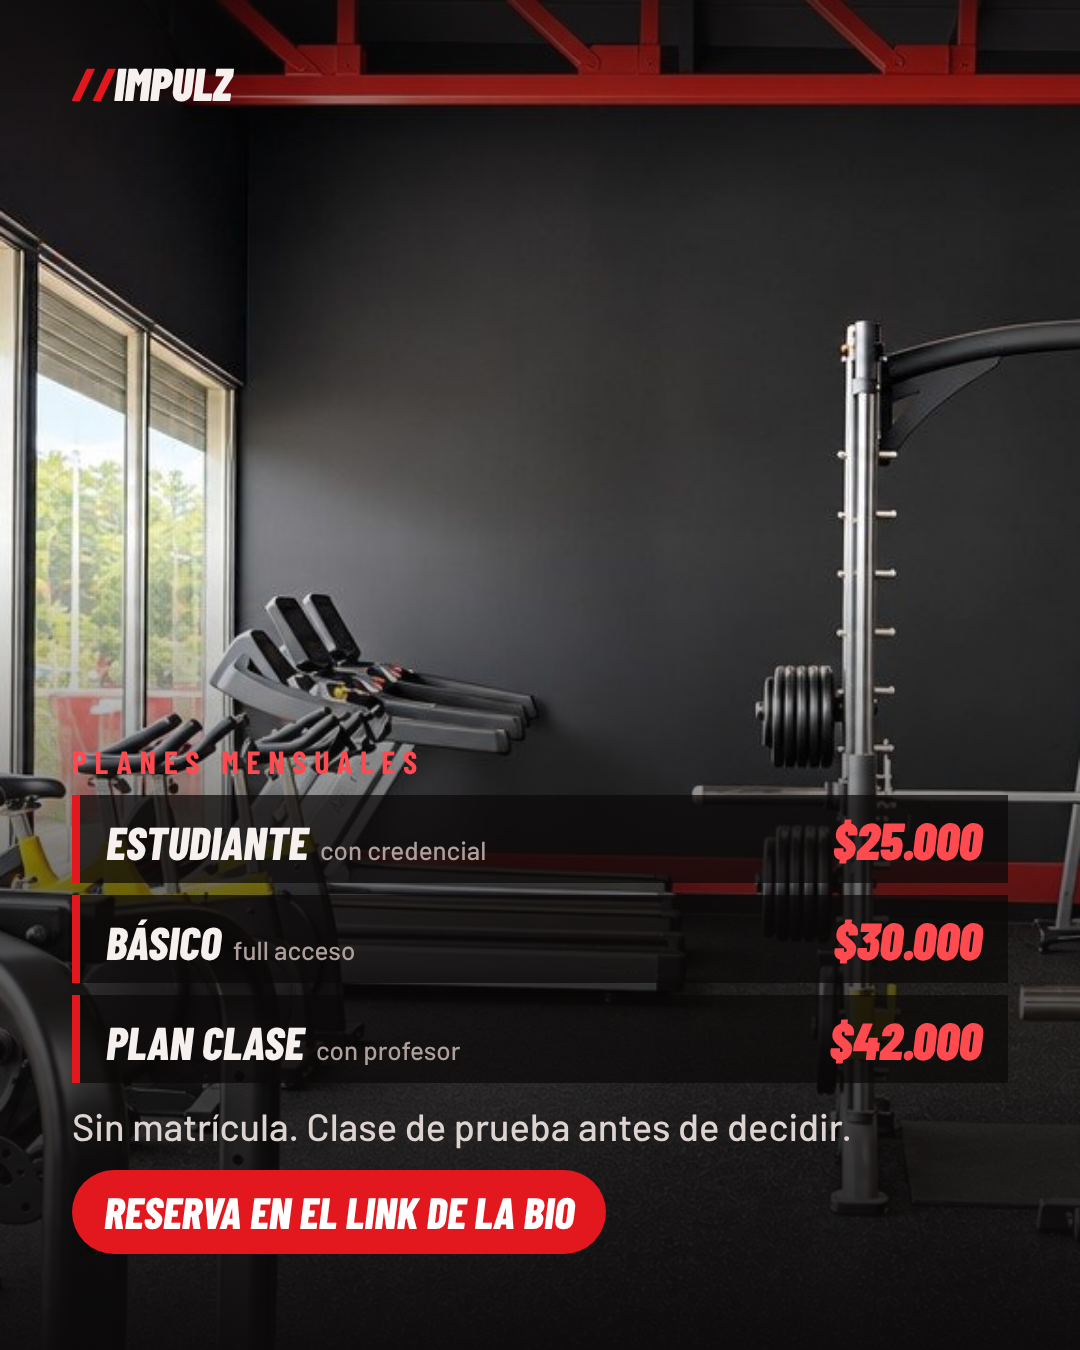 //IMPULZ
PLANES MENSUALES
ESTUDIANTE con credencial $25.000
BÁSICO full acceso $30.000
PLAN CLASE con profesor $42.000
Sin matrícula. Clase de prueba antes de decidir.
RESERVA EN EL LINK DE LA BIO